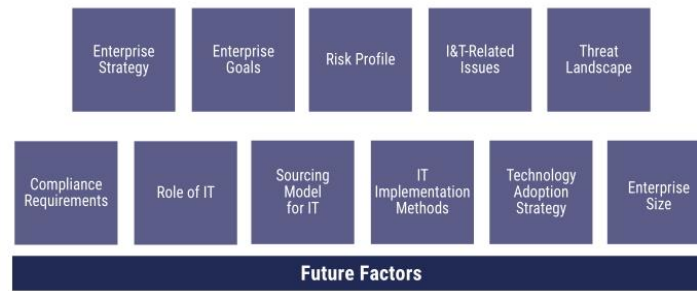 Enterprise
Strategy
Enterprise
Goals
Risk Profile
I&T-Related
Issues
Threat
Landscape
Compliance
Requirements
Role of IT
Sourcing
Model
for IT
IT
Implementation
Methods
Technology
Adoption
Strategy
Enterprise
Size
Future Factors